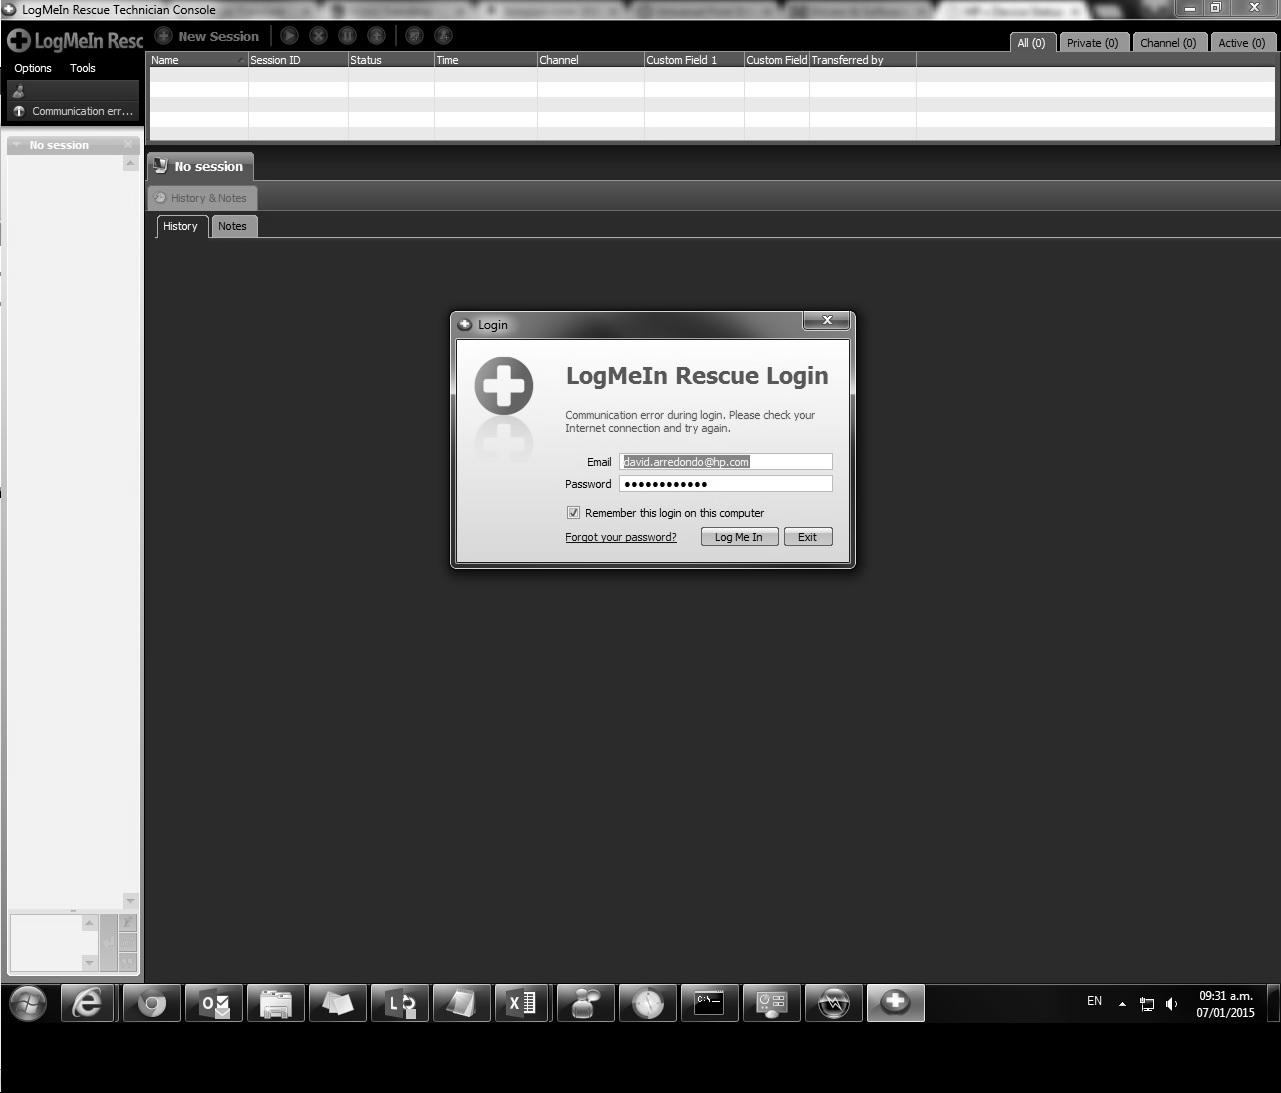 LogMeIn Rescue Technician Console
LogMeIn Resc
New Session
All (0) Private (0) Channel (0) Active (0)
Options Tools
Name Session ID Status Time Channel Custom Field 1 Custom Field Transferred by
Communication err...
No session
No session
History & Notes
History Notes
Login
LogMeIn Rescue Login
Communication error during login. Please check your
Internet connection and try again.
Email david.arredondo@hp.com
Password ●●●●●●●●●●●●
Remember this login on this computer
Forgot your password? Log Me In Exit
EN
09:31 a.m.
07/01/2015